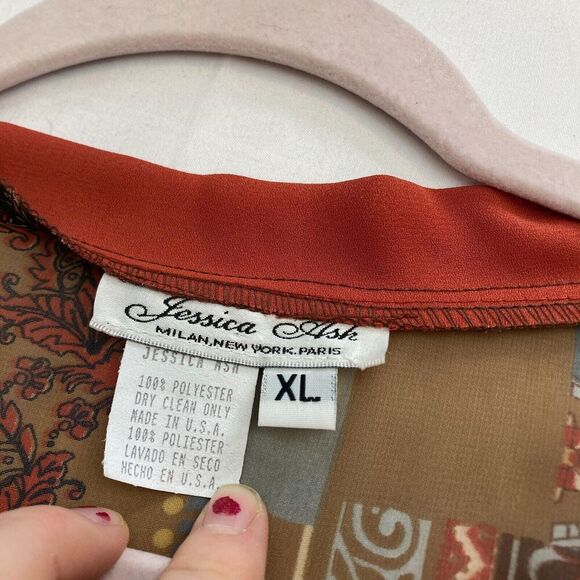 Jessica Ash
MILAN.NEW YORK.PARIS
JESSICA ASH
100% POLYESTER
DRY CLEAN ONLY
MADE IN U.S.A.
100% POLIESTER
LAVADO EN SECO
HECHO EN U.S.A.
XL